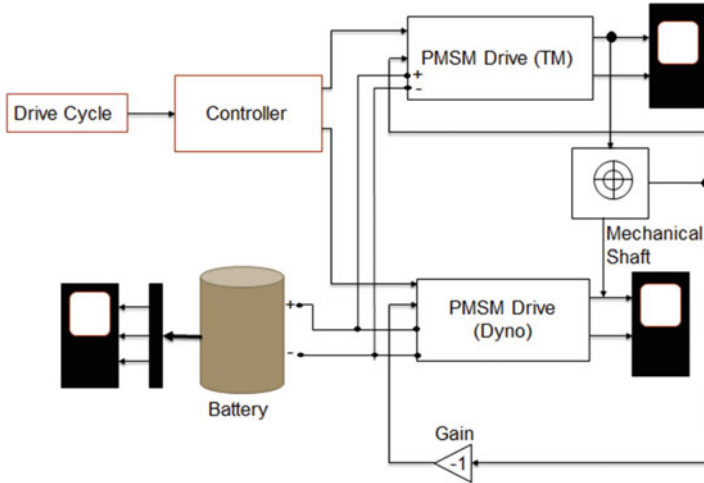 PMSM Drive (TM)
+
-
Drive Cycle
Controller
Mechanical
Shaft
PMSM Drive
(Dyno)
+
-
Battery
Gain
-1